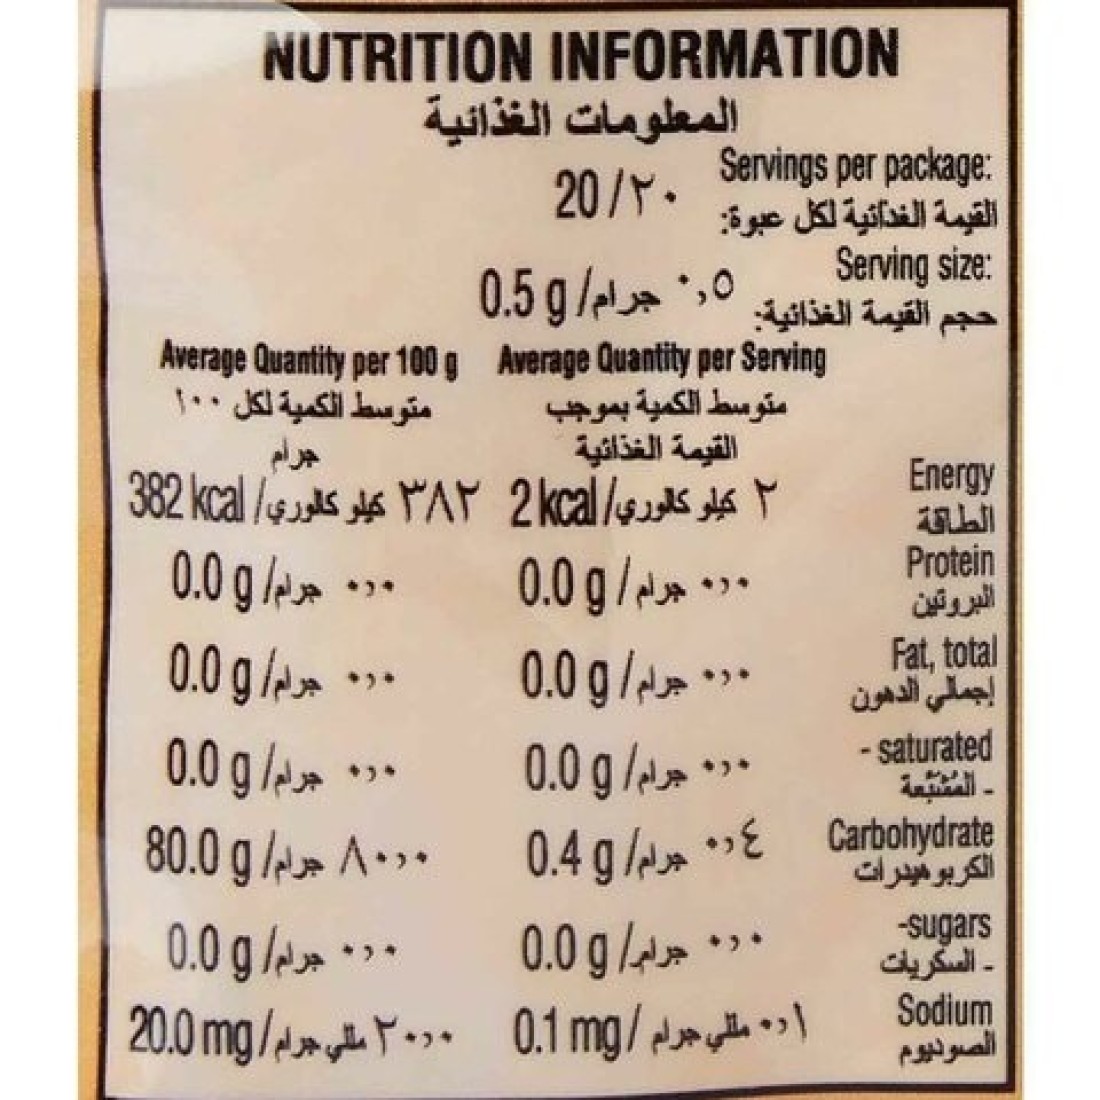 NUTRITION INFORMATION
المعلومات الغذائية
Servings per package:
20/٢٠
القيمة الغذائية لكل عبوة:
Serving size:
0.5 g/جرام ٠,٥
حجم القيمة الغذائية:
Average Quantity per 100 g Average Quantity per Serving
متوسط الكمية لكل ١٠٠ متوسط الكمية بموجب
جرام القيمة الغذائية
Energy
382 kcal/كيلو كالوري ٣٨٢ 2 kcal/كيلو كالوري ٢
الطاقة
Protein
0.0 g/جرام ٠,٠ 0.0 g/جرام ٠,٠
البروتين
Fat, total
0.0 g/جرام ٠,٠ 0.0 g/جرام ٠,٠
إجمالي الدهون
- saturated
0.0 g/جرام ٠,٠ 0.0 g/جرام ٠,٠
- المُشَبَّعة
Carbohydrate
80.0 g/جرام ٨٠,٠ 0.4 g/جرام ٠,٤
الكربوهيدرات
-sugars
0.0 g/جرام ٠,٠ 0.0 g/جرام ٠,٠
- السكريات
Sodium
20.0 mg/مللي جرام ٢٠,٠ 0.1 mg/مللي جرام ٠,١
الصوديوم